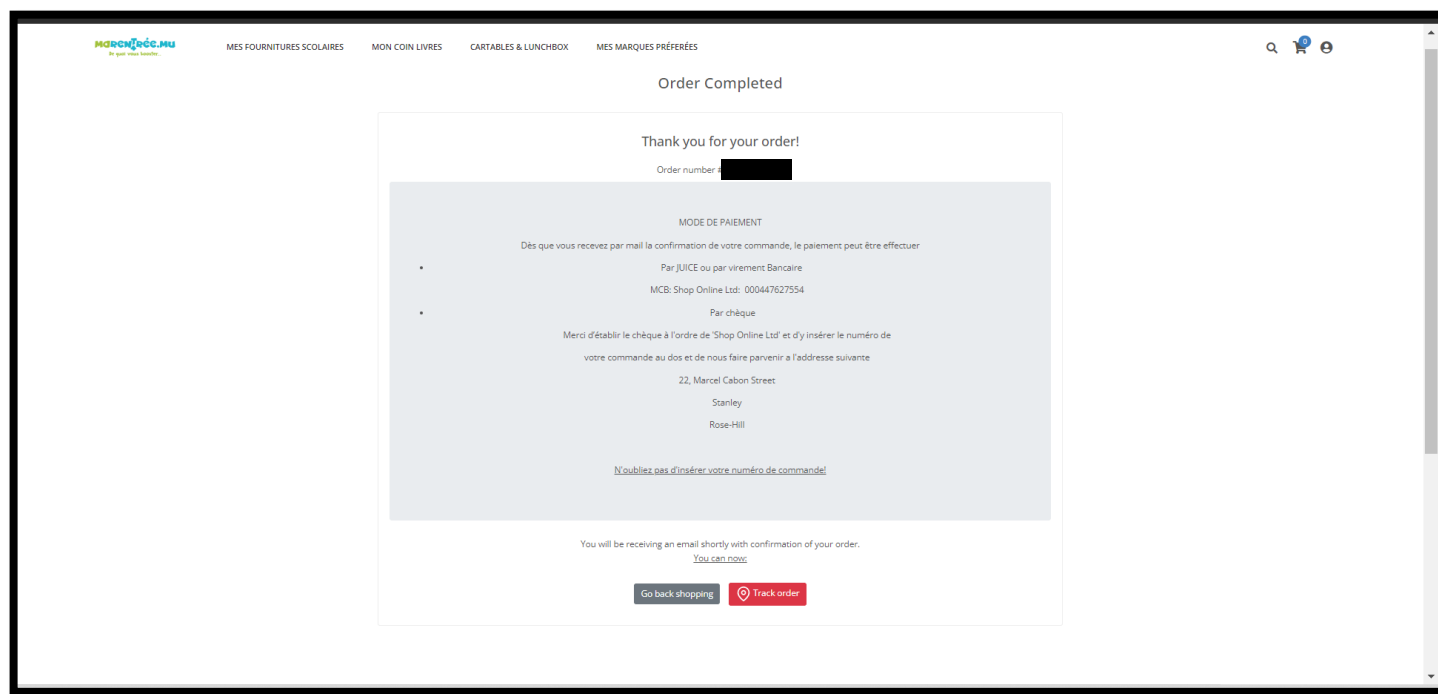 MaRENTRÉE.MU
MES FOURNITURES SCOLAIRES MON COIN LIVRES CARTABLES & LUNCHBOX MES MARQUES PRÉFERÉES 0
Order Completed
Thank you for your order!
Order number #
MODE DE PAIEMENT
Dès que vous recevez par mail la confirmation de votre commande, le paiement peut être effectuer
• Par JUICE ou par virement Bancaire
MCB: Shop Online Ltd: 000447627554
• Par chèque
Merci d'établir le chèque à l'ordre de 'Shop Online Ltd' et d'y insérer le numéro de
votre commande au dos et de nous faire parvenir a l'addresse suivante
22, Marcel Cabon Street
Stanley
Rose-Hill
N'oubliez pas d'insérer votre numéro de commande!
You will be receiving an email shortly with confirmation of your order.
You can now:
Go back shopping Track order